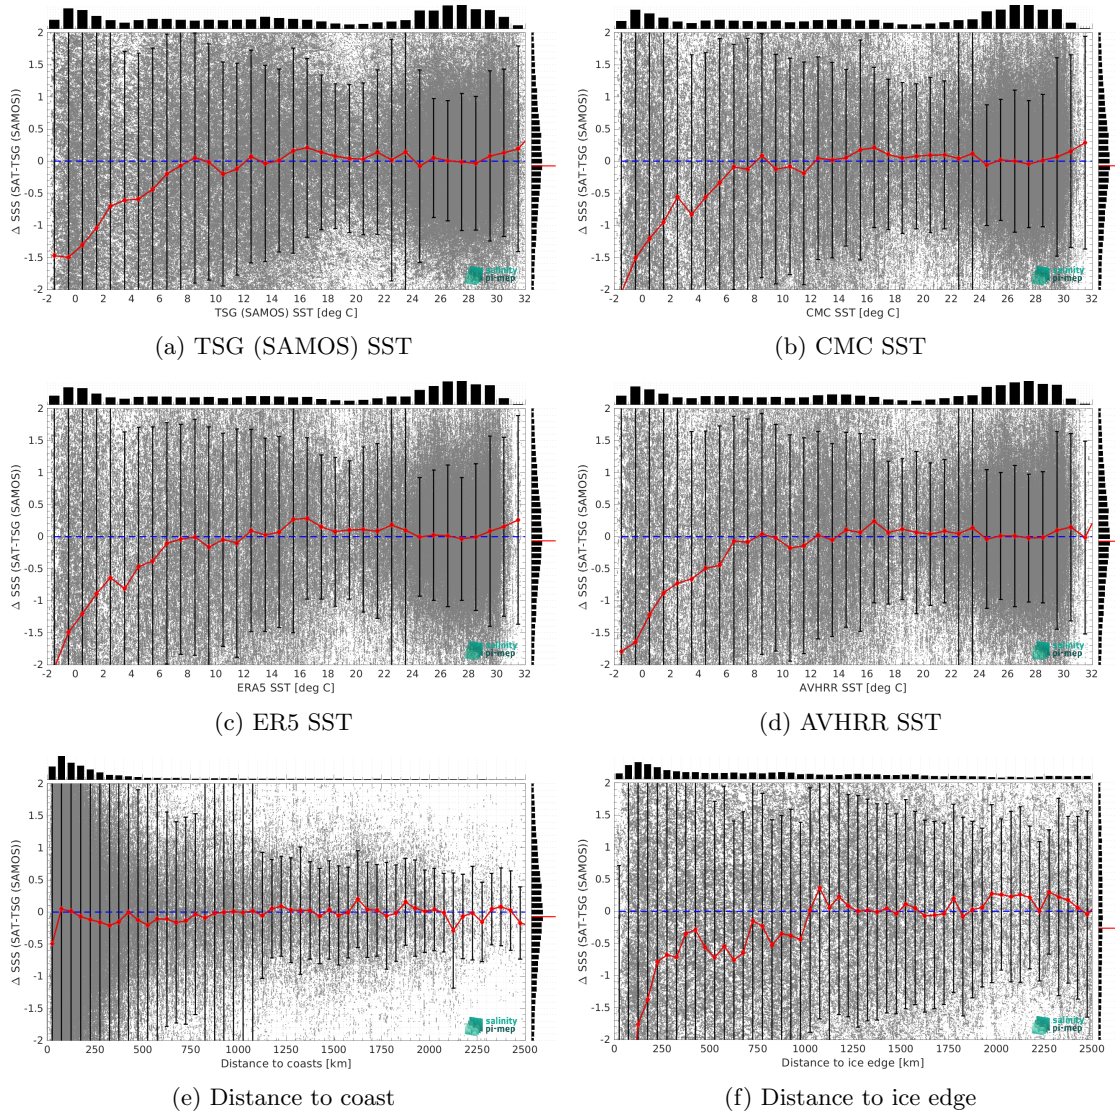 2
1.5
1
0.5
0
-0.5
-1
-1.5
-2
Δ SSS (SAT-TSG (SAMOS))
-2 0 2 4 6 8 10 12 14 16 18 20 22 24 26 28 30 32
TSG (SAMOS) SST [deg C]
salinity
pi-mep
(a) TSG (SAMOS) SST
2
1.5
1
0.5
0
-0.5
-1
-1.5
-2
Δ SSS (SAT-TSG (SAMOS))
-2 0 2 4 6 8 10 12 14 16 18 20 22 24 26 28 30 32
CMC SST [deg C]
salinity
pi-mep
(b) CMC SST
2
1.5
1
0.5
0
-0.5
-1
-1.5
-2
Δ SSS (SAT-TSG (SAMOS))
-2 0 2 4 6 8 10 12 14 16 18 20 22 24 26 28 30 32
ERA5 SST [deg C]
salinity
pi-mep
(c) ER5 SST
2
1.5
1
0.5
0
-0.5
-1
-1.5
-2
Δ SSS (SAT-TSG (SAMOS))
-2 0 2 4 6 8 10 12 14 16 18 20 22 24 26 28 30 32
AVHRR SST [deg C]
salinity
pi-mep
(d) AVHRR SST
2
1.5
1
0.5
0
-0.5
-1
-1.5
-2
Δ SSS (SAT-TSG (SAMOS))
0 250 500 750 1000 1250 1500 1750 2000 2250 2500
Distance to coasts [km]
salinity
pi-mep
(e) Distance to coast
2
1.5
1
0.5
0
-0.5
-1
-1.5
-2
Δ SSS (SAT-TSG (SAMOS))
0 250 500 750 1000 1250 1500 1750 2000 2250 2500
Distance to ice edge [km]
salinity
pi-mep
(f) Distance to ice edge